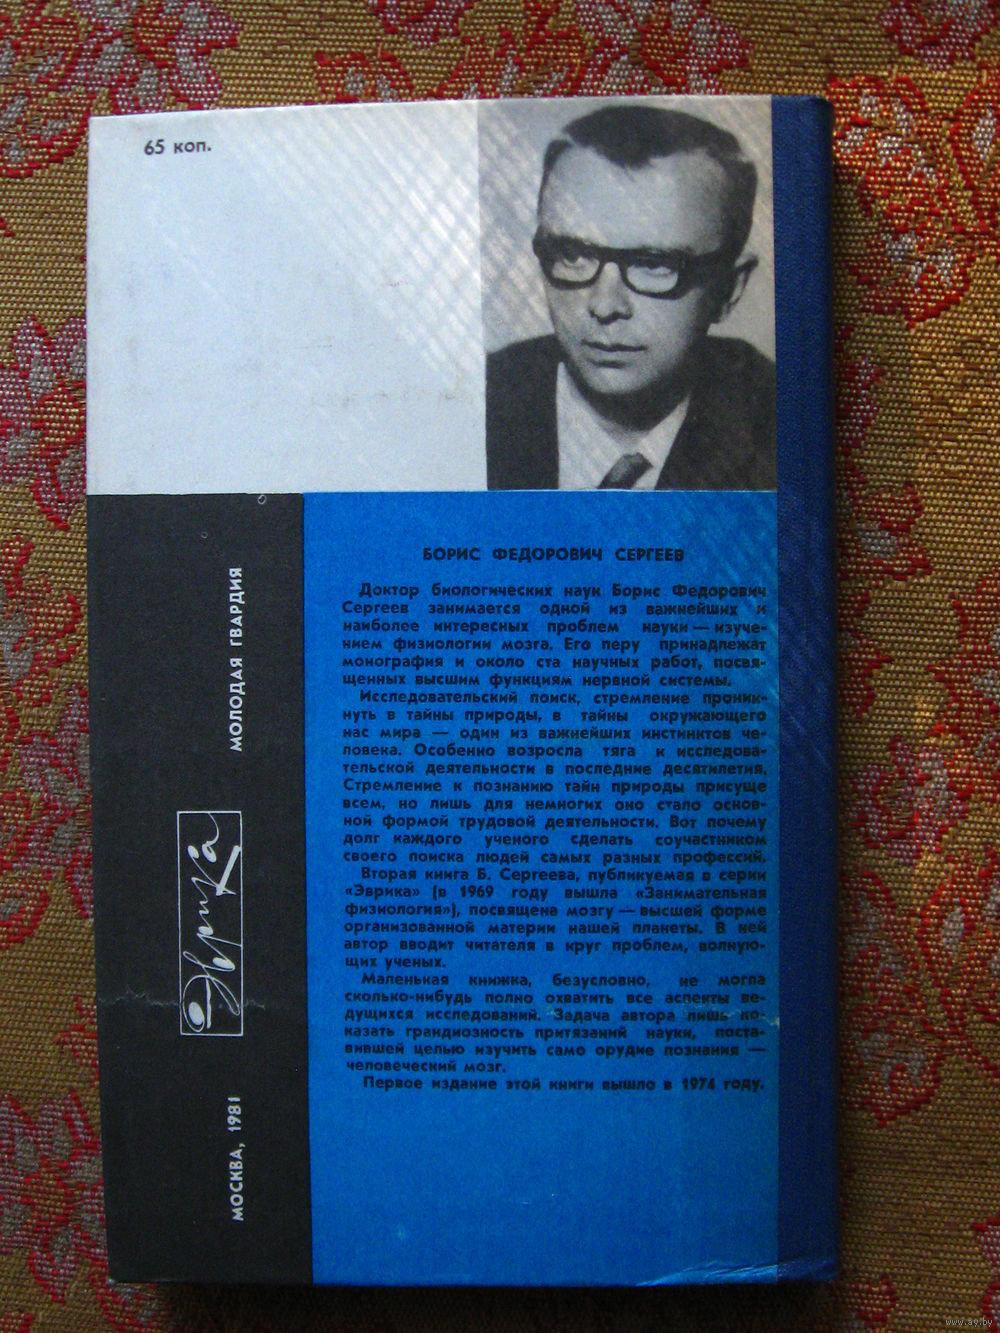 65 коп.
БОРИС ФЕДОРОВИЧ СЕРГЕЕВ
Доктор биологических наук Борис Федорович
Сергеев занимается одной из важнейших и
наиболее интересных проблем науки — изуче-
нием физиологии мозга. Его перу принадлежат
монография и около ста научных работ, посвя-
щенных высшим функциям нервной системы.
Исследовательский поиск, стремление проник-
нуть в тайны природы, в тайны окружающего
нас мира — один из важнейших инстинктов че-
ловека. Особенно возросла тяга к исследова-
тельской деятельности в последние десятилетия.
Стремление к познанию тайн природы присуще
всем, но лишь для немногих оно стало основ-
ной формой трудовой деятельности. Вот почему
долг каждого ученого сделать соучастником
своего поиска людей самых разных профессий.
Вторая книга Б. Сергеева, публикуемая в серии
«Эврика» (в 1969 году вышла «Занимательная
физиология»), посвящена мозгу — высшей форме
организованной материи нашей планеты. В ней
автор вводит читателя в круг проблем, волную-
щих ученых.
Маленькая книжка, безусловно, не могла
сколько-нибудь полно охватить все аспекты ве-
дущихся исследований. Задача автора лишь по-
казать грандиозность притязаний науки, поста-
вившей целью изучить само орудие познания —
человеческий мозг.
Первое издание этой книги вышло в 1974 году.
МОСКВА, 1981
Эврика
МОЛОДАЯ ГВАРДИЯ
www.ay.by